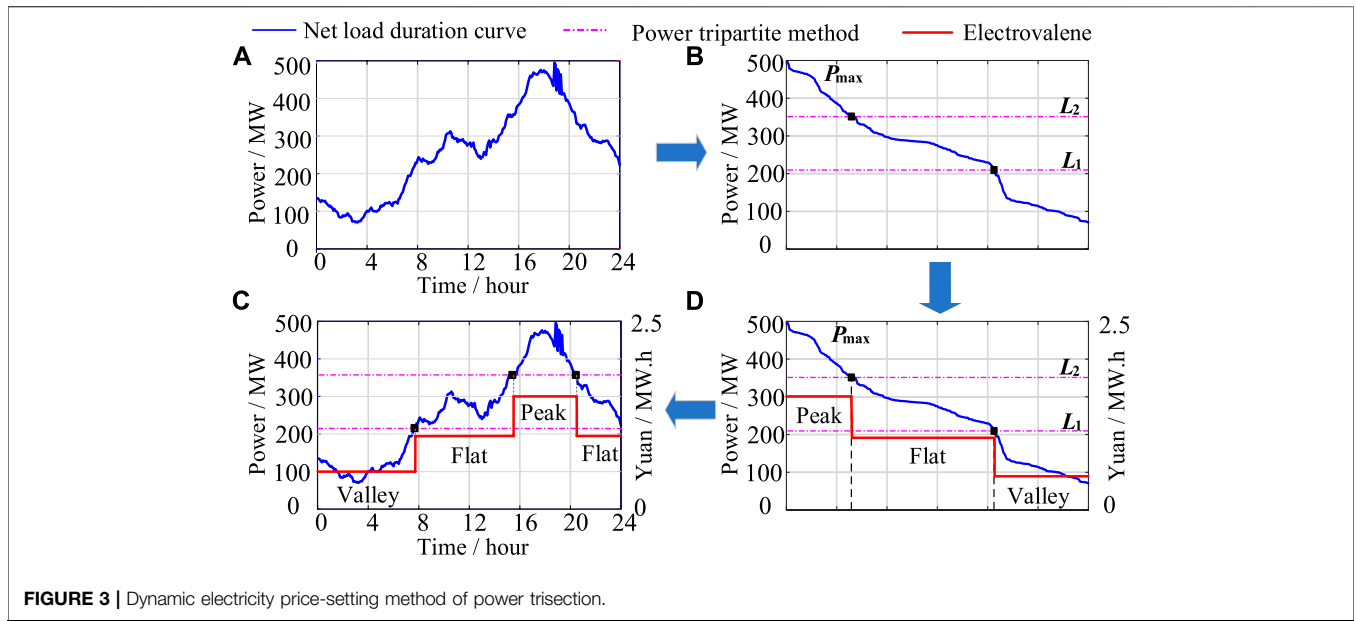 Net load duration curve Power tripartite method Electrovalene
A
500
400
300
200
100
0
Power / MW
0 4 8 12 16 20 24
Time / hour
B
500
400
300
200
100
0
Power / MW
Pmax
L2
L1
C
500
400
300
200
100
0
Power / MW
2.5
0
Yuan / MW.h
Peak
Flat
Flat
Valley
0 4 8 12 16 20 24
Time / hour
D
500
400
300
200
100
0
Power / MW
2.5
0
Yuan / MW.h
Pmax
L2
L1
Peak
Flat
Valley
FIGURE 3 | Dynamic electricity price-setting method of power trisection.